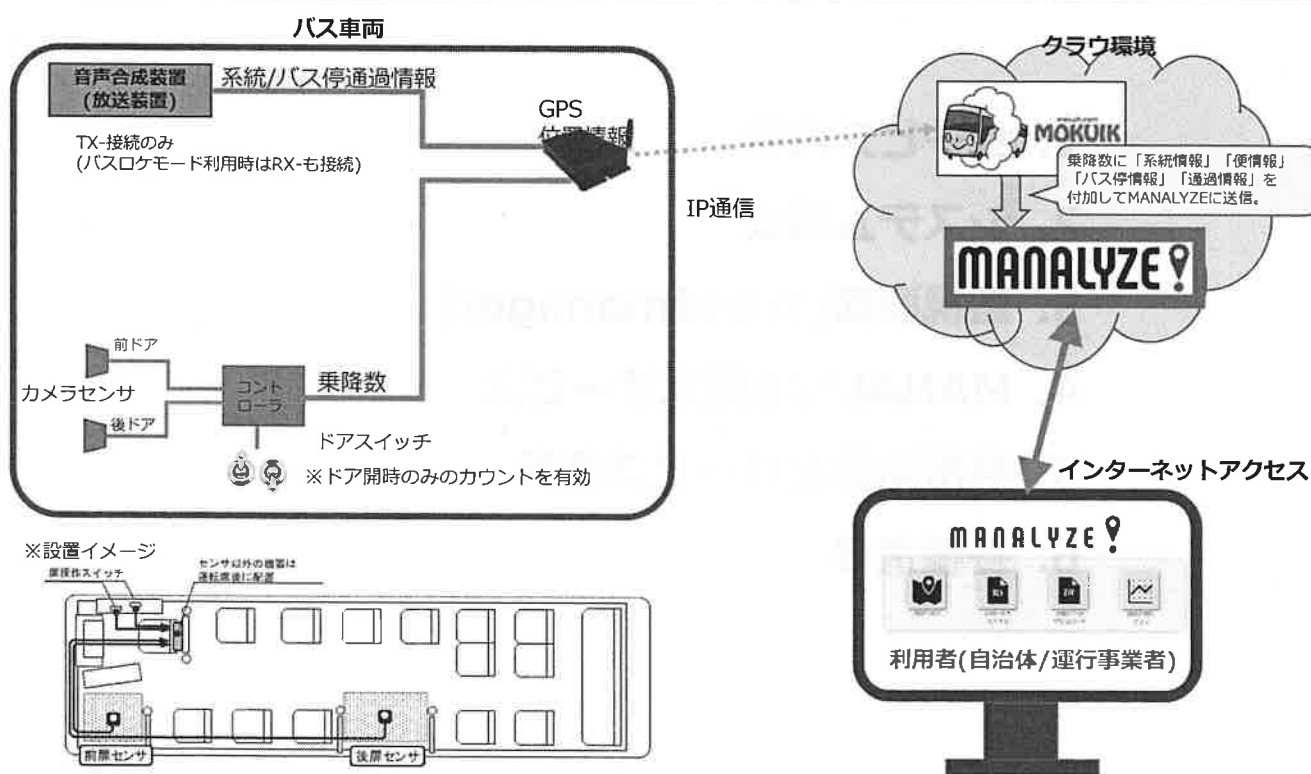 バス車両
音声合成装置
(放送装置)
系統/バス停通過情報
TX-接続のみ
(バスロケモード利用時はRX-も接続)
GPS
位置情報
IP通信
前ドア
カメラセンサ
後ドア
コント
ローラ
乗降数
ドアスイッチ
※ドア開時のみのカウントを有効
クラウ環境
MOKUIK
乗降数に「系統情報」「便情報」
「バス停情報」「通過情報」を
付加してMANALYZEに送信。
MANALYZE
インターネットアクセス
MANALYZE
利用者(自治体/運行事業者)
※設置イメージ
扉操作スイッチ
センサ以外の機器は
運転席後に配置
前扉センサ
後扉センサ